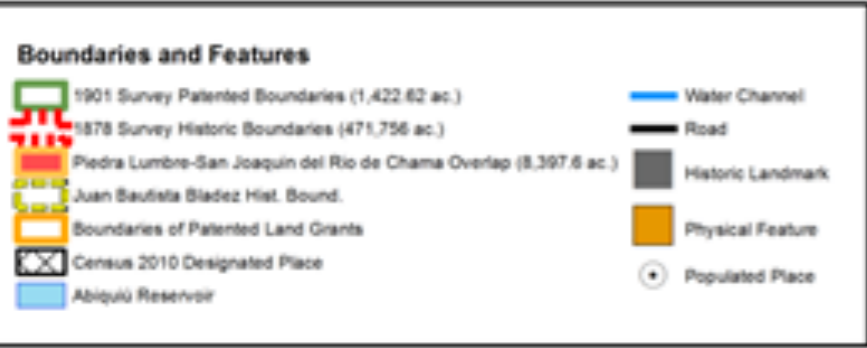 Boundaries and Features
1901 Survey Patented Boundaries (1,422.62 ac.)
1878 Survey Historic Boundaries (471,756 ac.)
Piedra Lumbre-San Joaquin del Rio de Chama Overlap (8,397.6 ac.)
Juan Bautista Bladez Hist. Bound.
Boundaries of Patented Land Grants
Census 2010 Designated Place
Abiquiú Reservoir
Water Channel
Road
Historic Landmark
Physical Feature
Populated Place